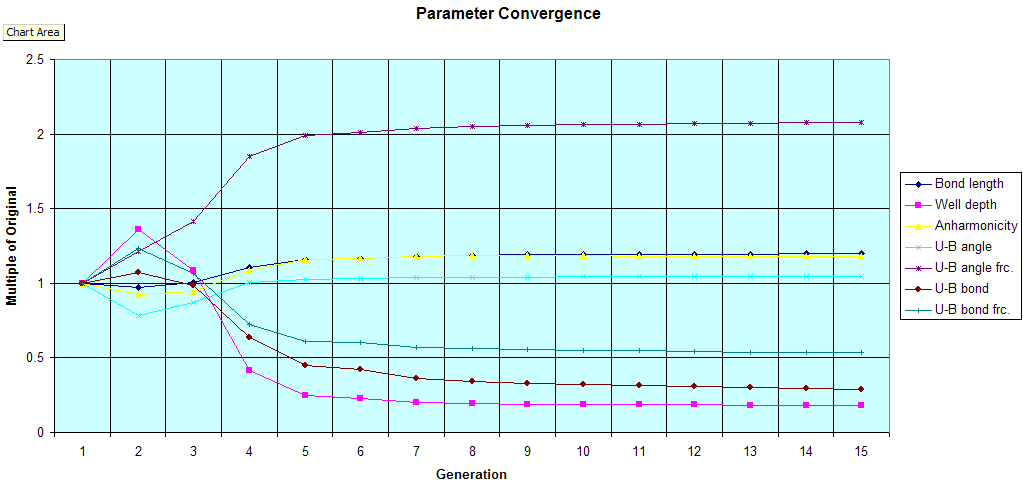 Parameter Convergence
Chart Area
2.5
2
1.5
1
0.5
0
Multiple of Original
1 2 3 4 5 6 7 8 9 10 11 12 13 14 15
Generation
Bond length
Well depth
Anharmonicity
U-B angle
U-B angle frc.
U-B bond
U-B bond frc.